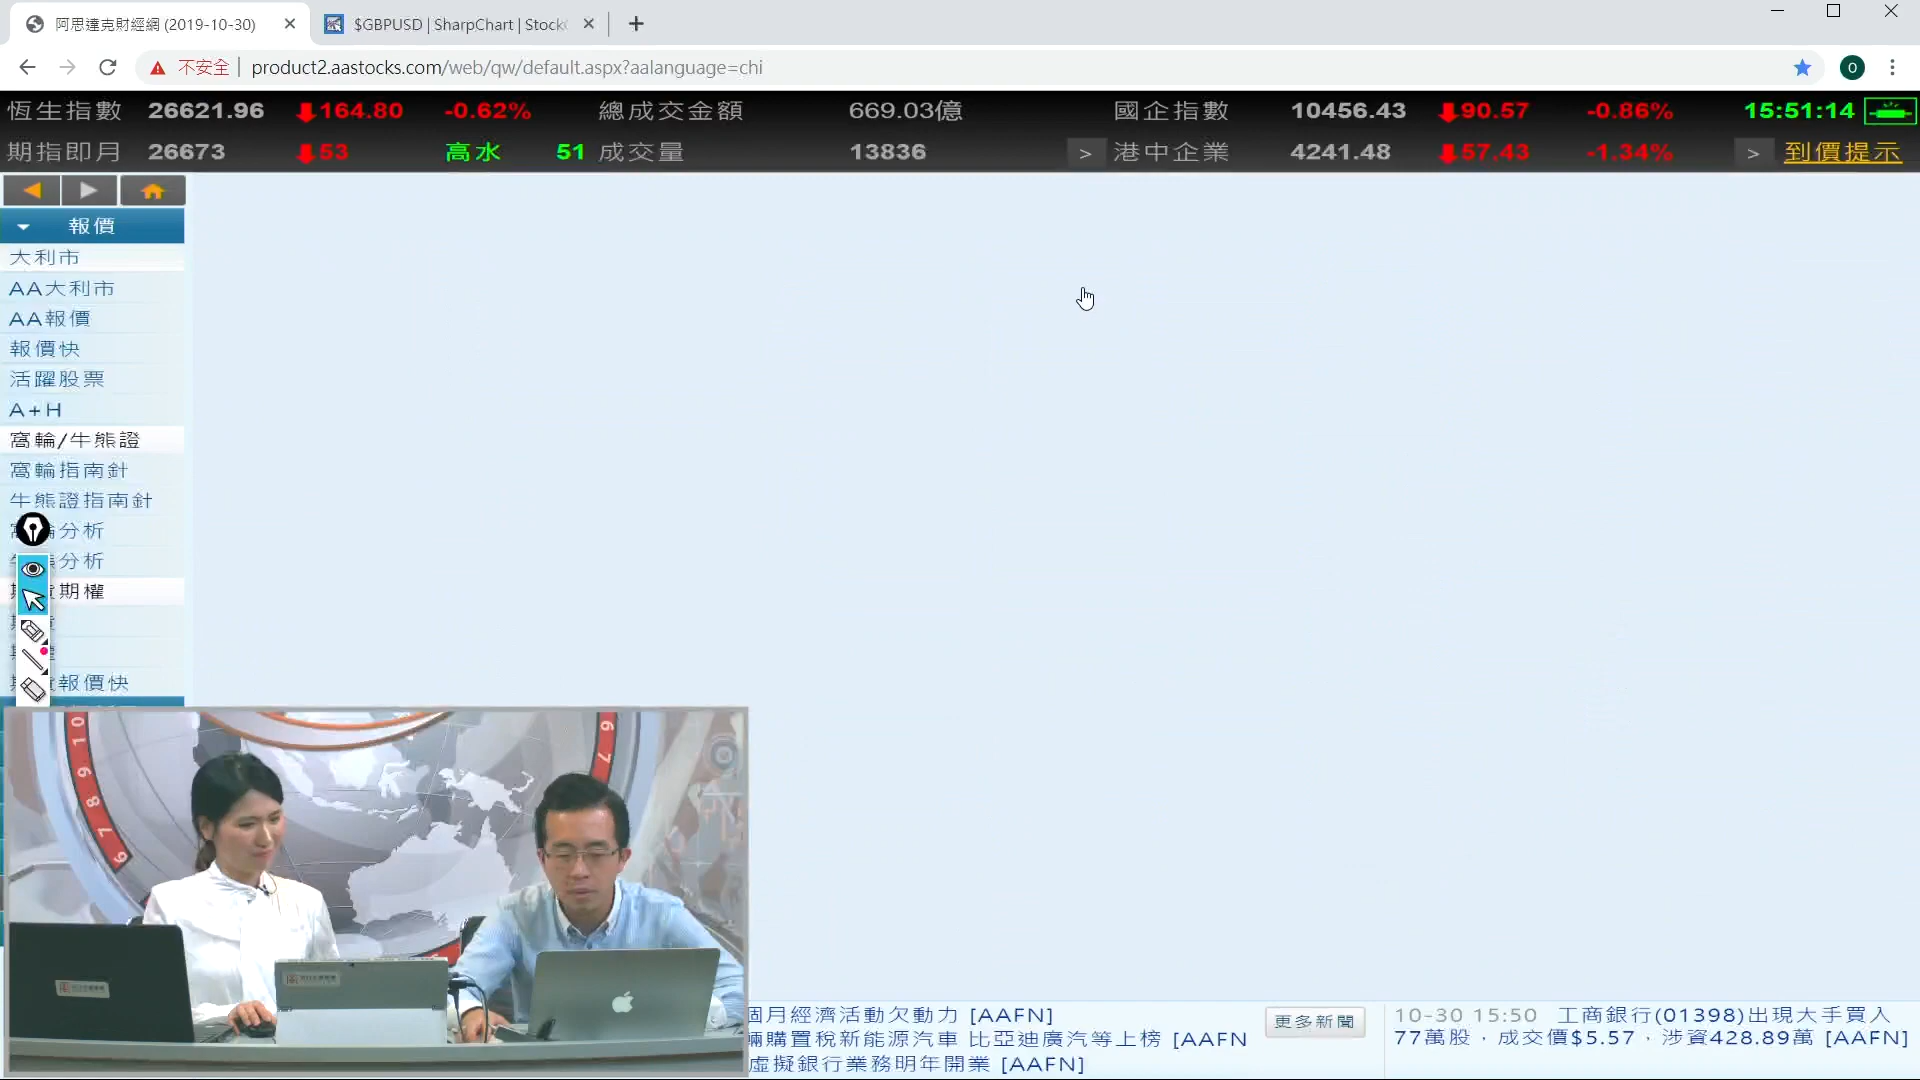 阿思達克財經網 (2019-10-30)
$GBPUSD | SharpChart | Stock
不安全
product2.aastocks.com/web/qw/default.aspx?aalanguage=chi
O
恆生指數 26621.96 164.80 -0.62% 總成交金額 669.03億 國企指數 10456.43 90.57 -0.86% 15:51:14
期指即月 26673 53 高水 51 成交量 13836 > 港中企業 4241.48 57.43 -1.34% > 到價提示
報價
大利市
AA大利市
AA報價
報價快
活躍股票
A+H
窩輪/牛熊證
窩輪指南針
牛熊證指南針
分析
分析
期權
報價快
10
9
8
7
6
6
7
個月經濟活動欠動力 [AAFN]
輛購置稅新能源汽車 比亞迪廣汽等上榜 [AAFN
虛擬銀行業務明年開業 [AAFN]
更多新聞
10-30 15:50 工商銀行(01398)出現大手買入
77萬股，成交價$5.57，涉資428.89萬 [AAFN]